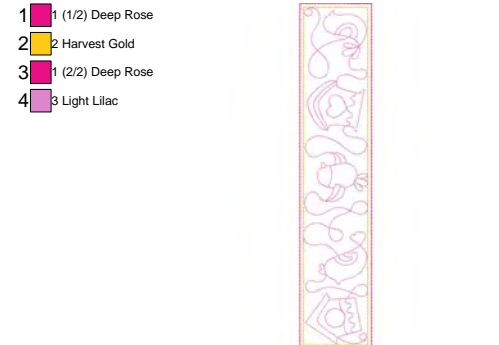 1 1 (1/2) Deep Rose
2 2 Harvest Gold
3 1 (2/2) Deep Rose
4 3 Light Lilac